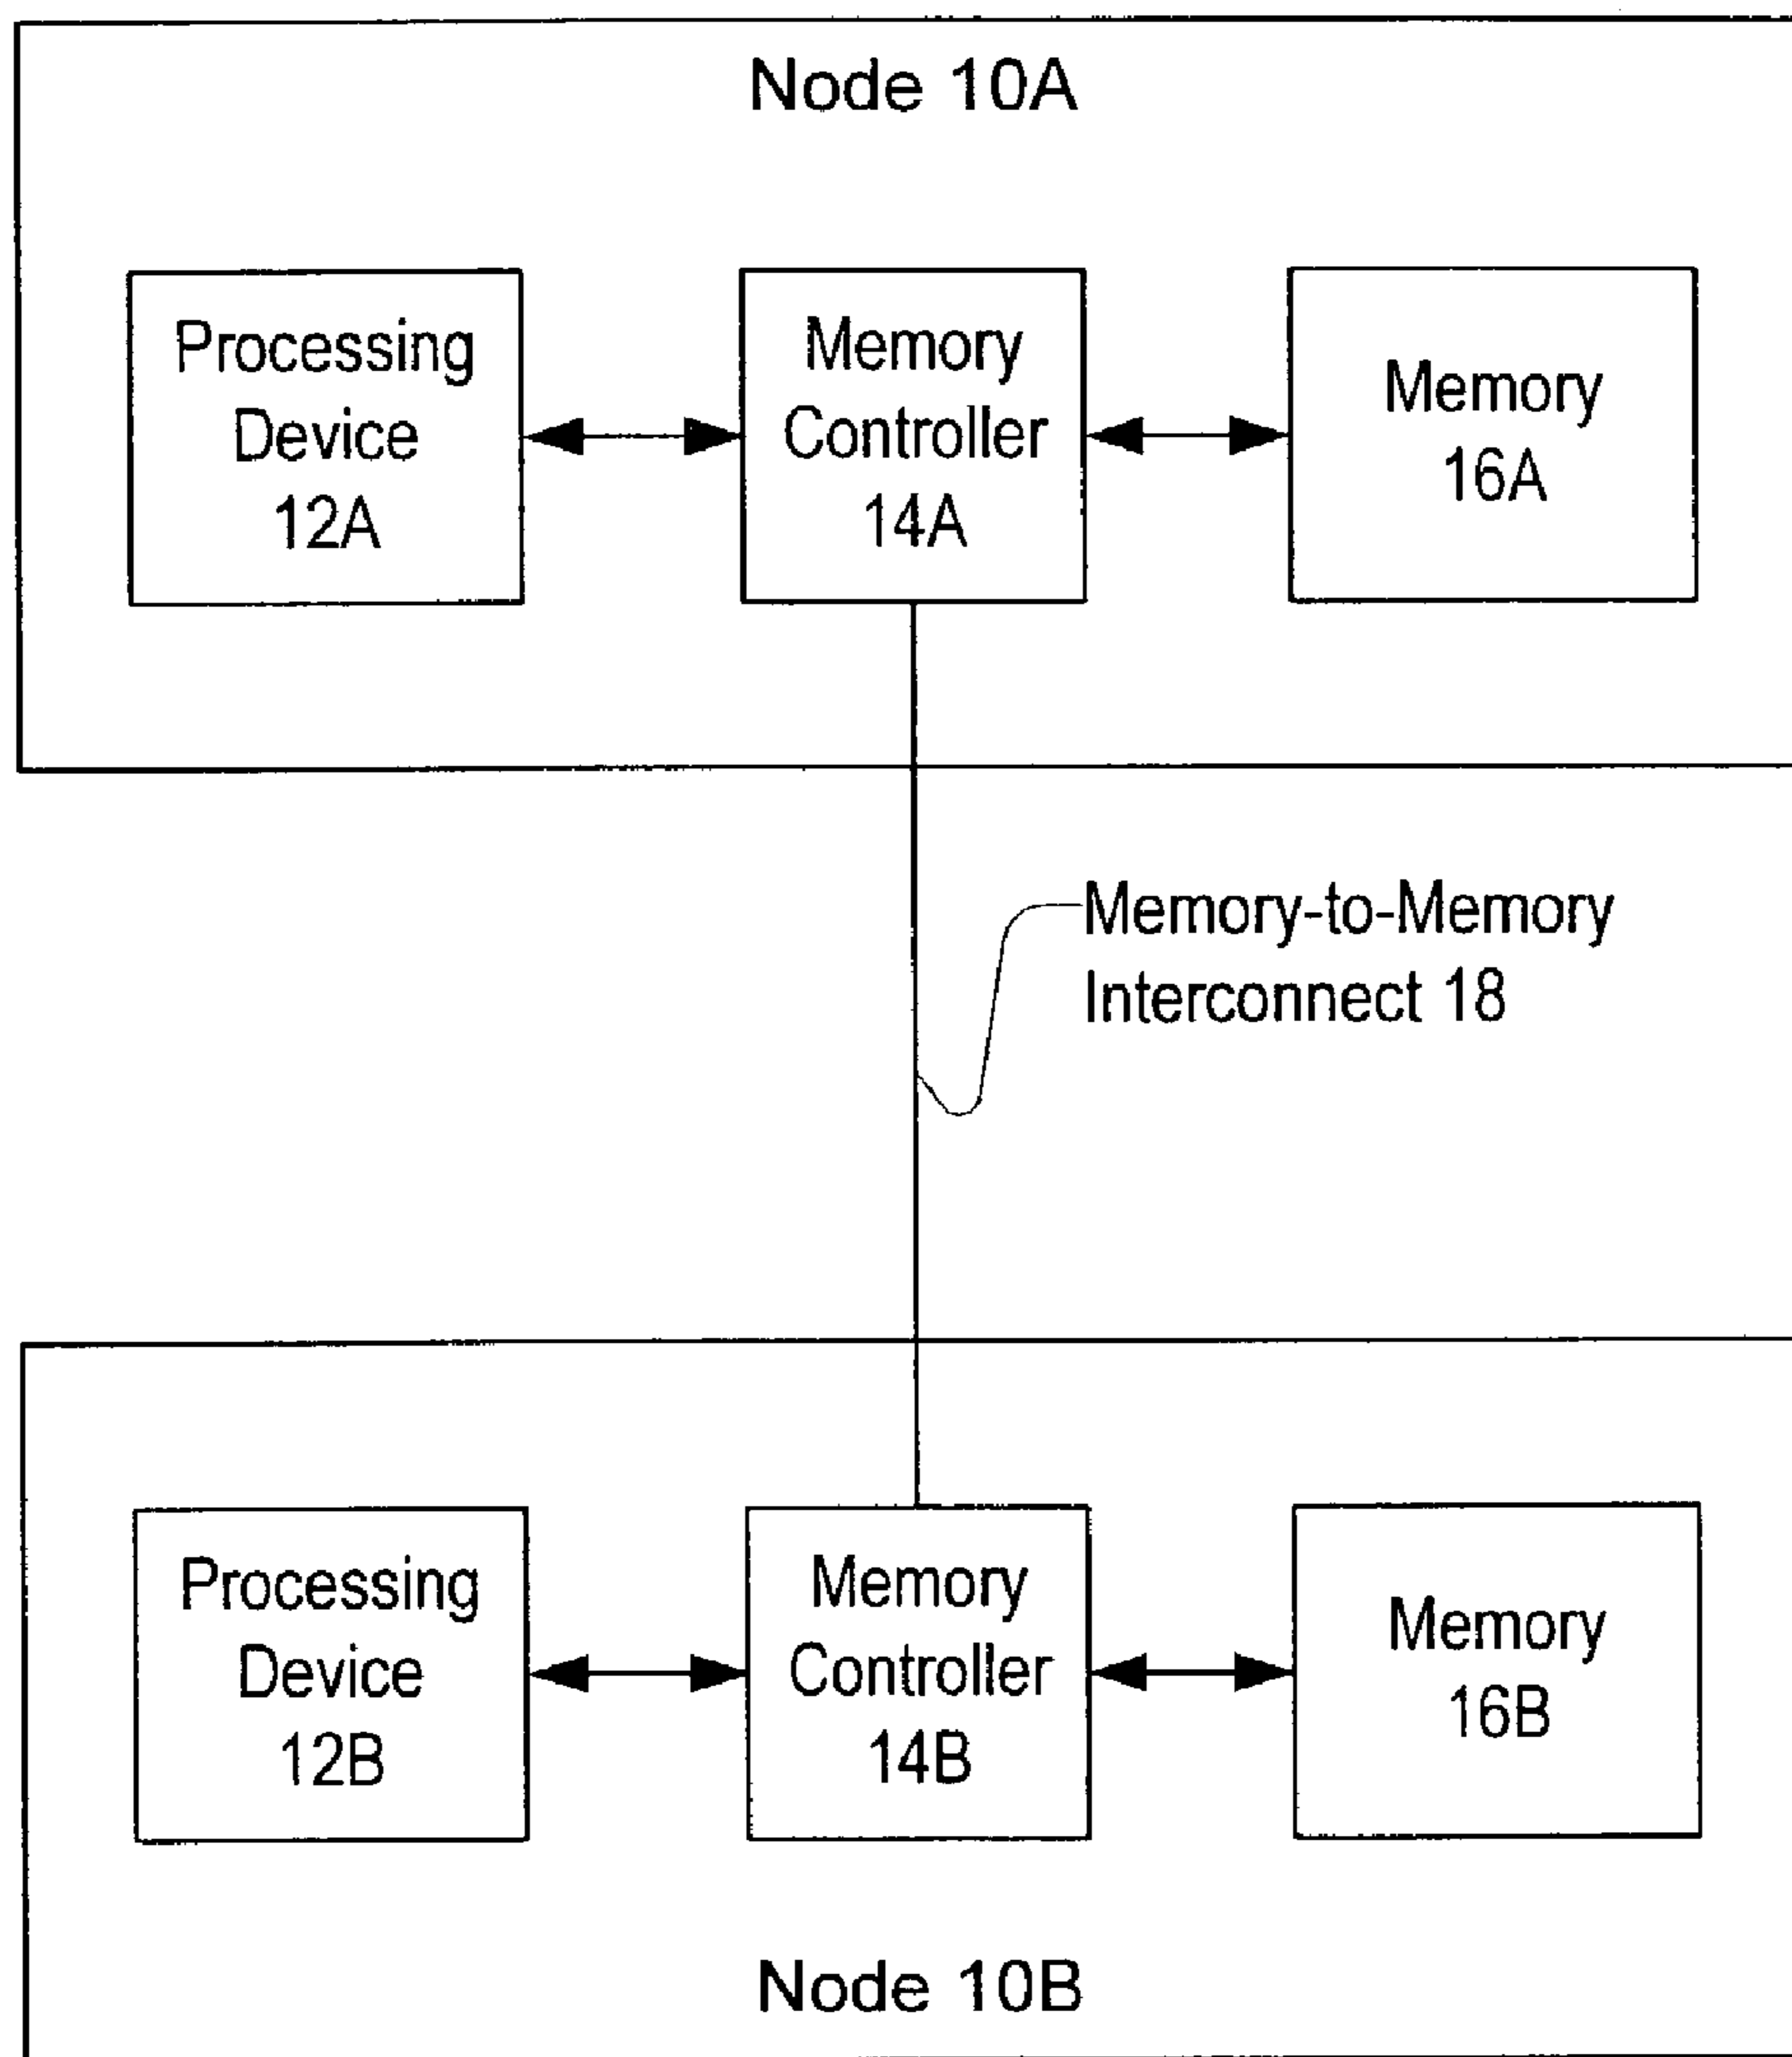 Node 10A
Processing
Device
12A
Memory
Controller
14A
Memory
16A
Memory-to-Memory
Interconnect 18
Processing
Device
12B
Memory
Controller
14B
Memory
16B
Node 10B